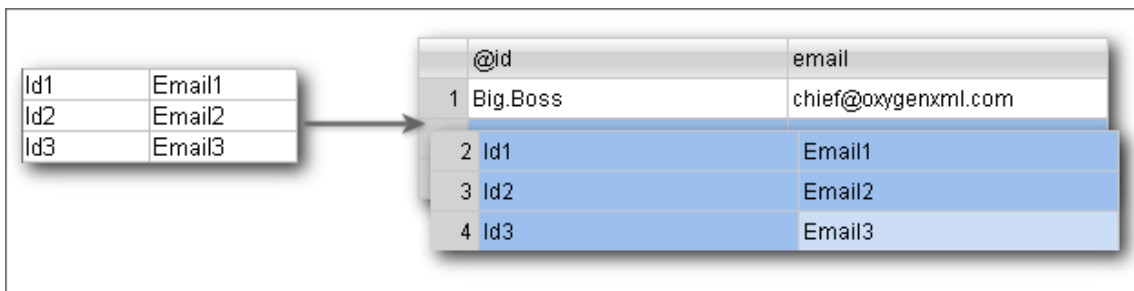 Id1 Email1
Id2 Email2
Id3 Email3
@id email
1 Big.Boss chief@oxygenxml.com
2 Id1 Email1
3 Id2 Email2
4 Id3 Email3